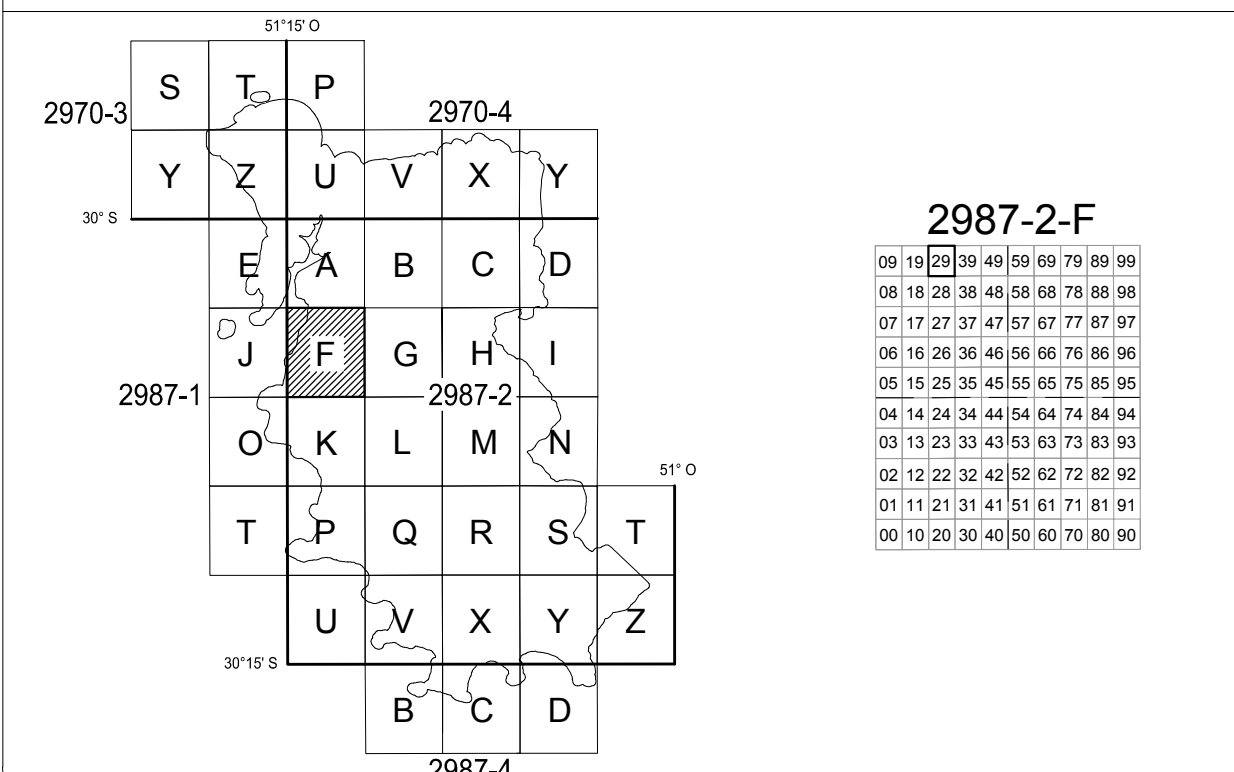 51°15' O
S T P
2970-3 2970-4
Y Z U V X Y
30° S
E A B C D
J F G H I
2987-1 2987-2
O K L M N
51° O
T P Q R S T
U V X Y Z
30°15' S
B C D
2987-4
2987-2-F
09 19 29 39 49 59 69 79 89 99
08 18 28 38 48 58 68 78 88 98
07 17 27 37 47 57 67 77 87 97
06 16 26 36 46 56 66 76 86 96
05 15 25 35 45 55 65 75 85 95
04 14 24 34 44 54 64 74 84 94
03 13 23 33 43 53 63 73 83 93
02 12 22 32 42 52 62 72 82 92
01 11 21 31 41 51 61 71 81 91
00 10 20 30 40 50 60 70 80 90